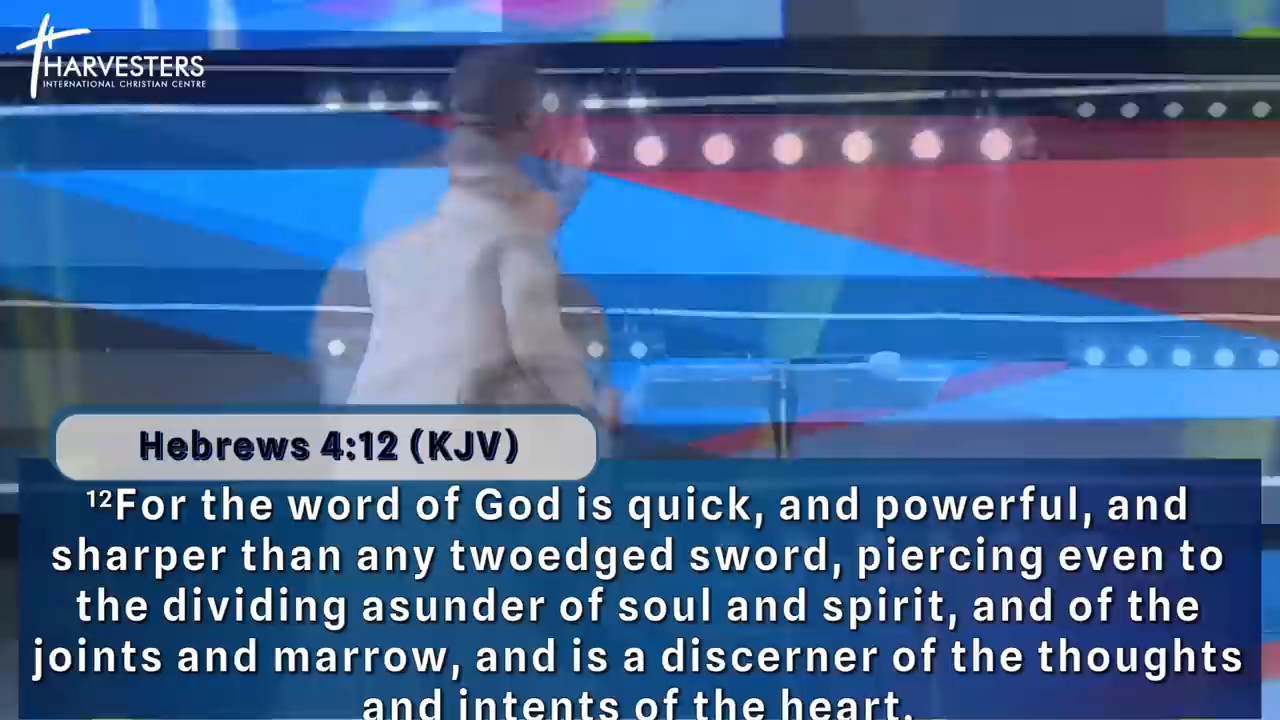 HARVESTERS
INTERNATIONAL CHRISTIAN CENTRE
Hebrews 4:12 (KJV)
¹²For the word of God is quick, and powerful, and
sharper than any twoedged sword, piercing even to
the dividing asunder of soul and spirit, and of the
joints and marrow, and is a discerner of the thoughts
and intents of the heart.